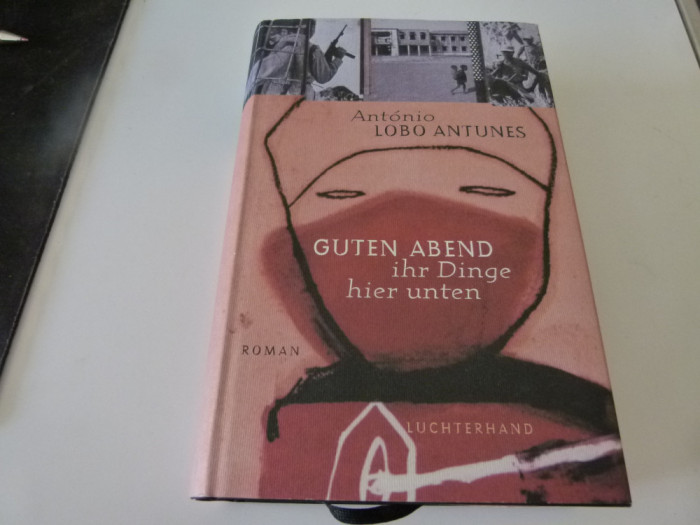 António
LOBO ANTUNES
GUTEN ABEND
ihr Dinge
hier unten
ROMAN
LUCHTERHAND